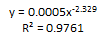 y = 0.0005x⁻²·³²⁹
R² = 0.9761